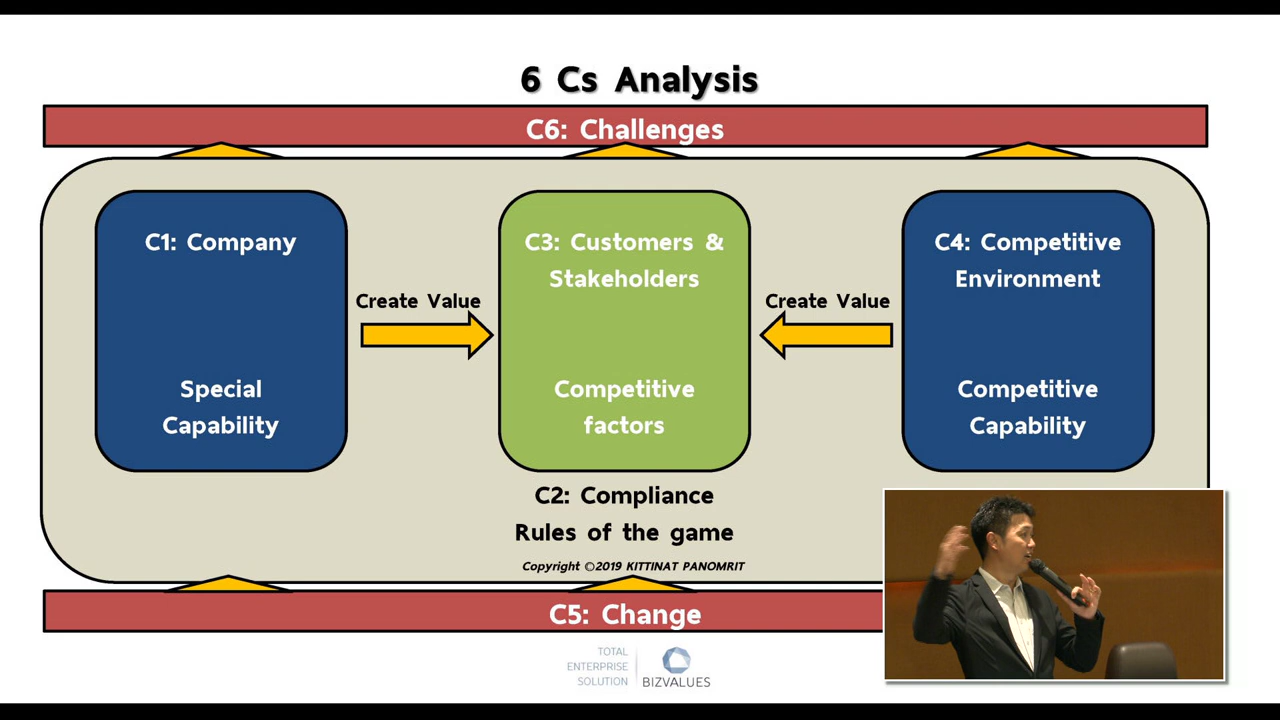 6 Cs Analysis
C6: Challenges
C1: Company
Special
Capability
Create Value
C3: Customers &
Stakeholders
Competitive
factors
Create Value
C4: Competitive
Environment
Competitive
Capability
C2: Compliance
Rules of the game
Copyright ©2019 KITTINAT PANOMRIT
C5: Change
TOTAL
ENTERPRISE
SOLUTION
BIZVALUES